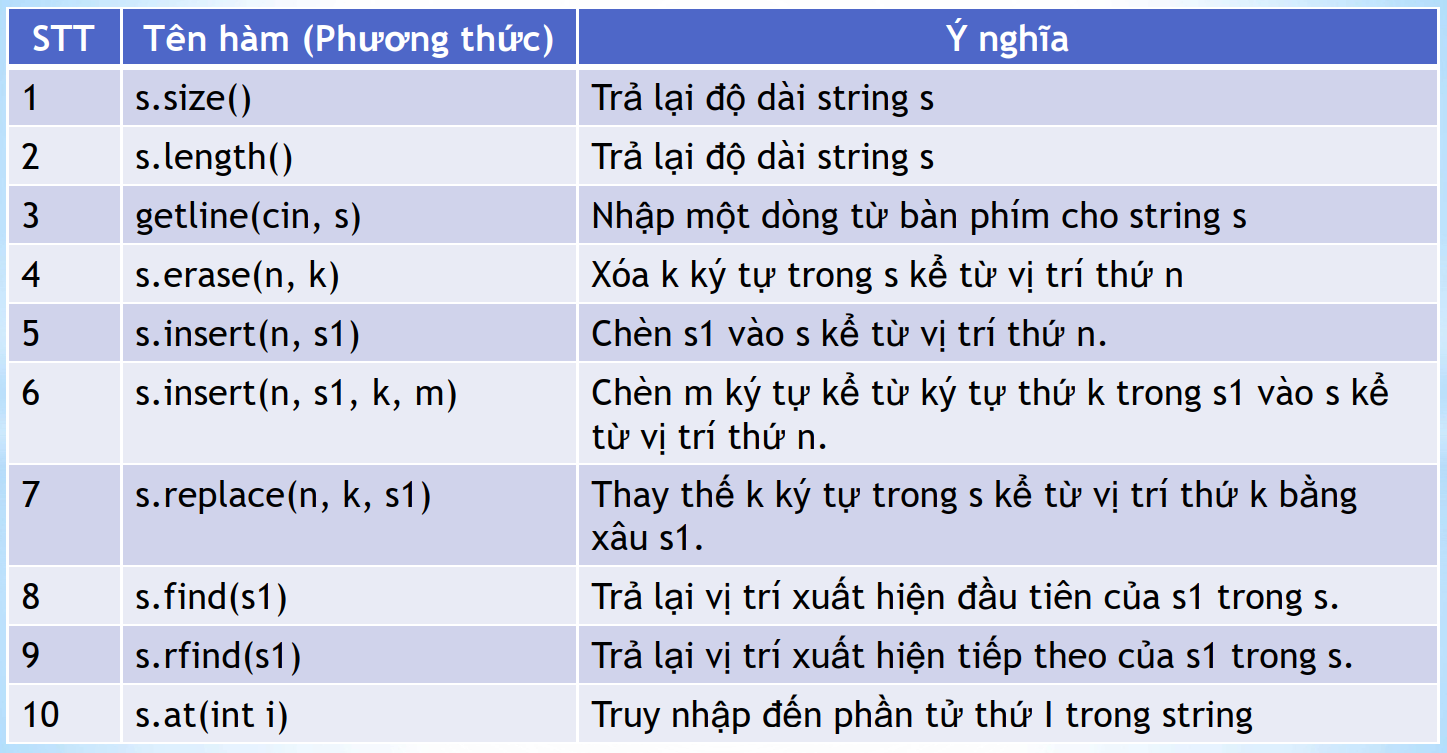 STT Tên hàm (Phương thức) Ý nghĩa
1 s.size() Trả lại độ dài string s
2 s.length() Trả lại độ dài string s
3 getline(cin, s) Nhập một dòng từ bàn phím cho string s
4 s.erase(n, k) Xóa k ký tự trong s kể từ vị trí thứ n
5 s.insert(n, s1) Chèn s1 vào s kể từ vị trí thứ n.
6 s.insert(n, s1, k, m) Chèn m ký tự kể từ ký tự thứ k trong s1 vào s kể
từ vị trí thứ n.
7 s.replace(n, k, s1) Thay thế k ký tự trong s kể từ vị trí thứ k bằng
xâu s1.
8 s.find(s1) Trả lại vị trí xuất hiện đầu tiên của s1 trong s.
9 s.rfind(s1) Trả lại vị trí xuất hiện tiếp theo của s1 trong s.
10 s.at(int i) Truy nhập đến phần tử thứ I trong string